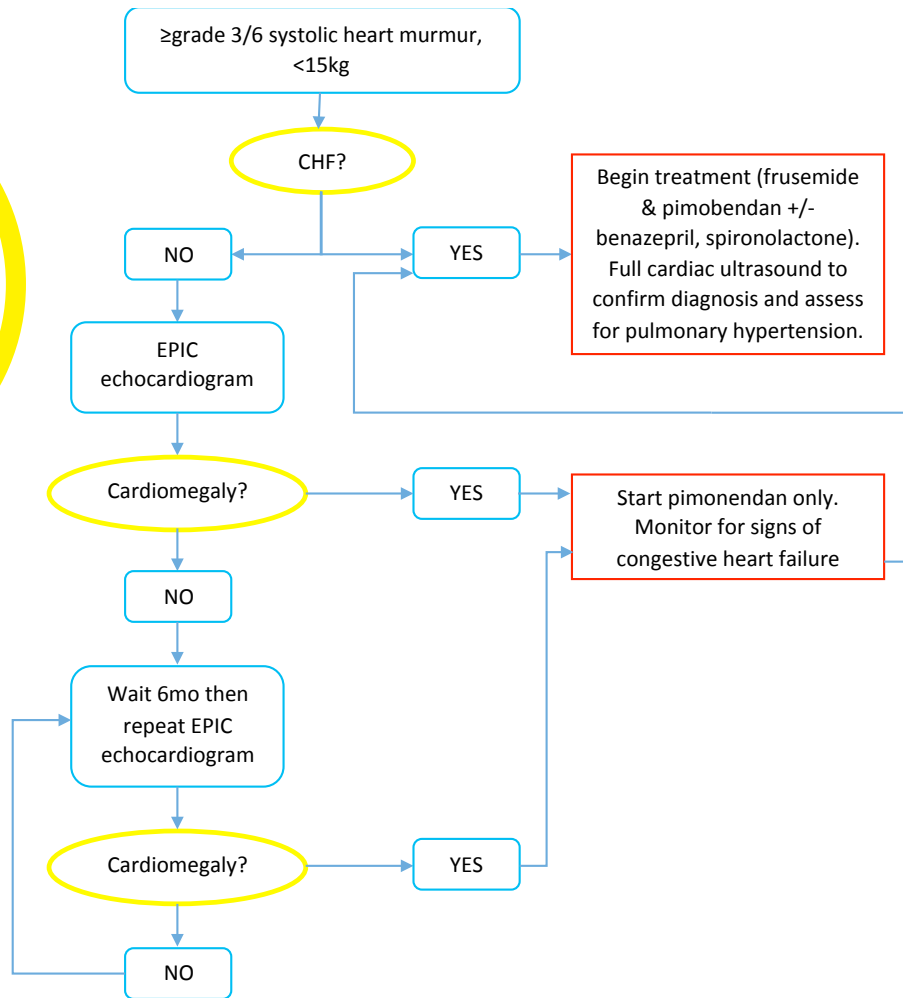 ≥grade 3/6 systolic heart murmur,
<15kg
CHF?
NO
YES
Begin treatment (frusemide
& pimobendan +/-
benazepril, spironolactone).
Full cardiac ultrasound to
confirm diagnosis and assess
for pulmonary hypertension.
EPIC
echocardiogram
Cardiomegaly?
YES
Start pimonendan only.
Monitor for signs of
congestive heart failure
NO
Wait 6mo then
repeat EPIC
echocardiogram
Cardiomegaly?
YES
NO